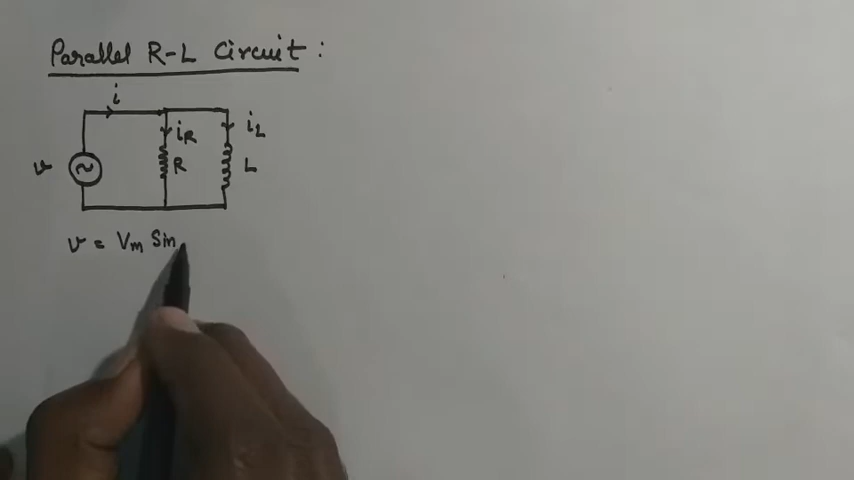 Parallel R-L Circuit :
i
iR
iL
v
R
L
v = Vm Sin